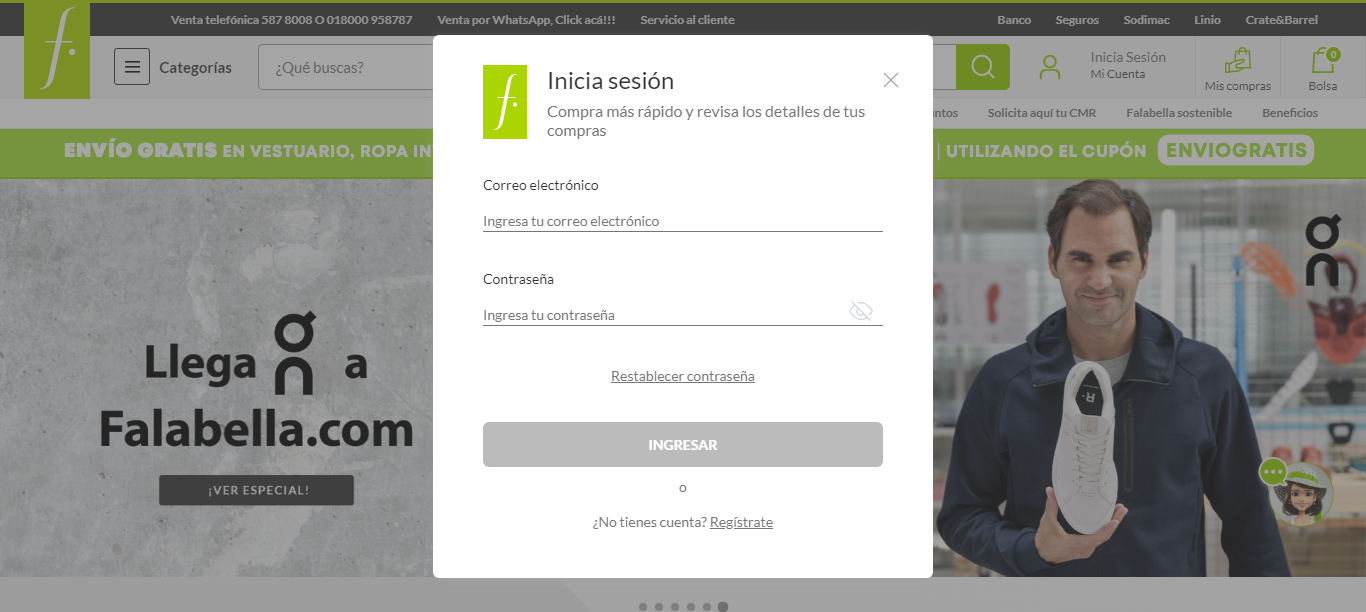 Venta telefónica 587 8008 O 018000 958787
Venta por WhatsApp, Click acá!!!
Servicio al cliente
Banco
Seguros
Sodimac
Linio
Crate&Barrel
f.
Categorías
¿Qué buscas?
Inicia Sesión
Mi Cuenta
Mis compras
0
Bolsa
Solicita aquí tu CMR
Falabella sostenible
Beneficios
ENVÍO GRATIS EN VESTUARIO, ROPA
| UTILIZANDO EL CUPÓN ENVIOGRATIS
Llega on a
Falabella.com
¡VER ESPECIAL!
on
f.
Inicia sesión
Compra más rápido y revisa los detalles de tus
compras
Correo electrónico
Ingresa tu correo electrónico
Contraseña
Ingresa tu contraseña
Restablecer contraseña
INGRESAR
o
¿No tienes cuenta? Regístrate